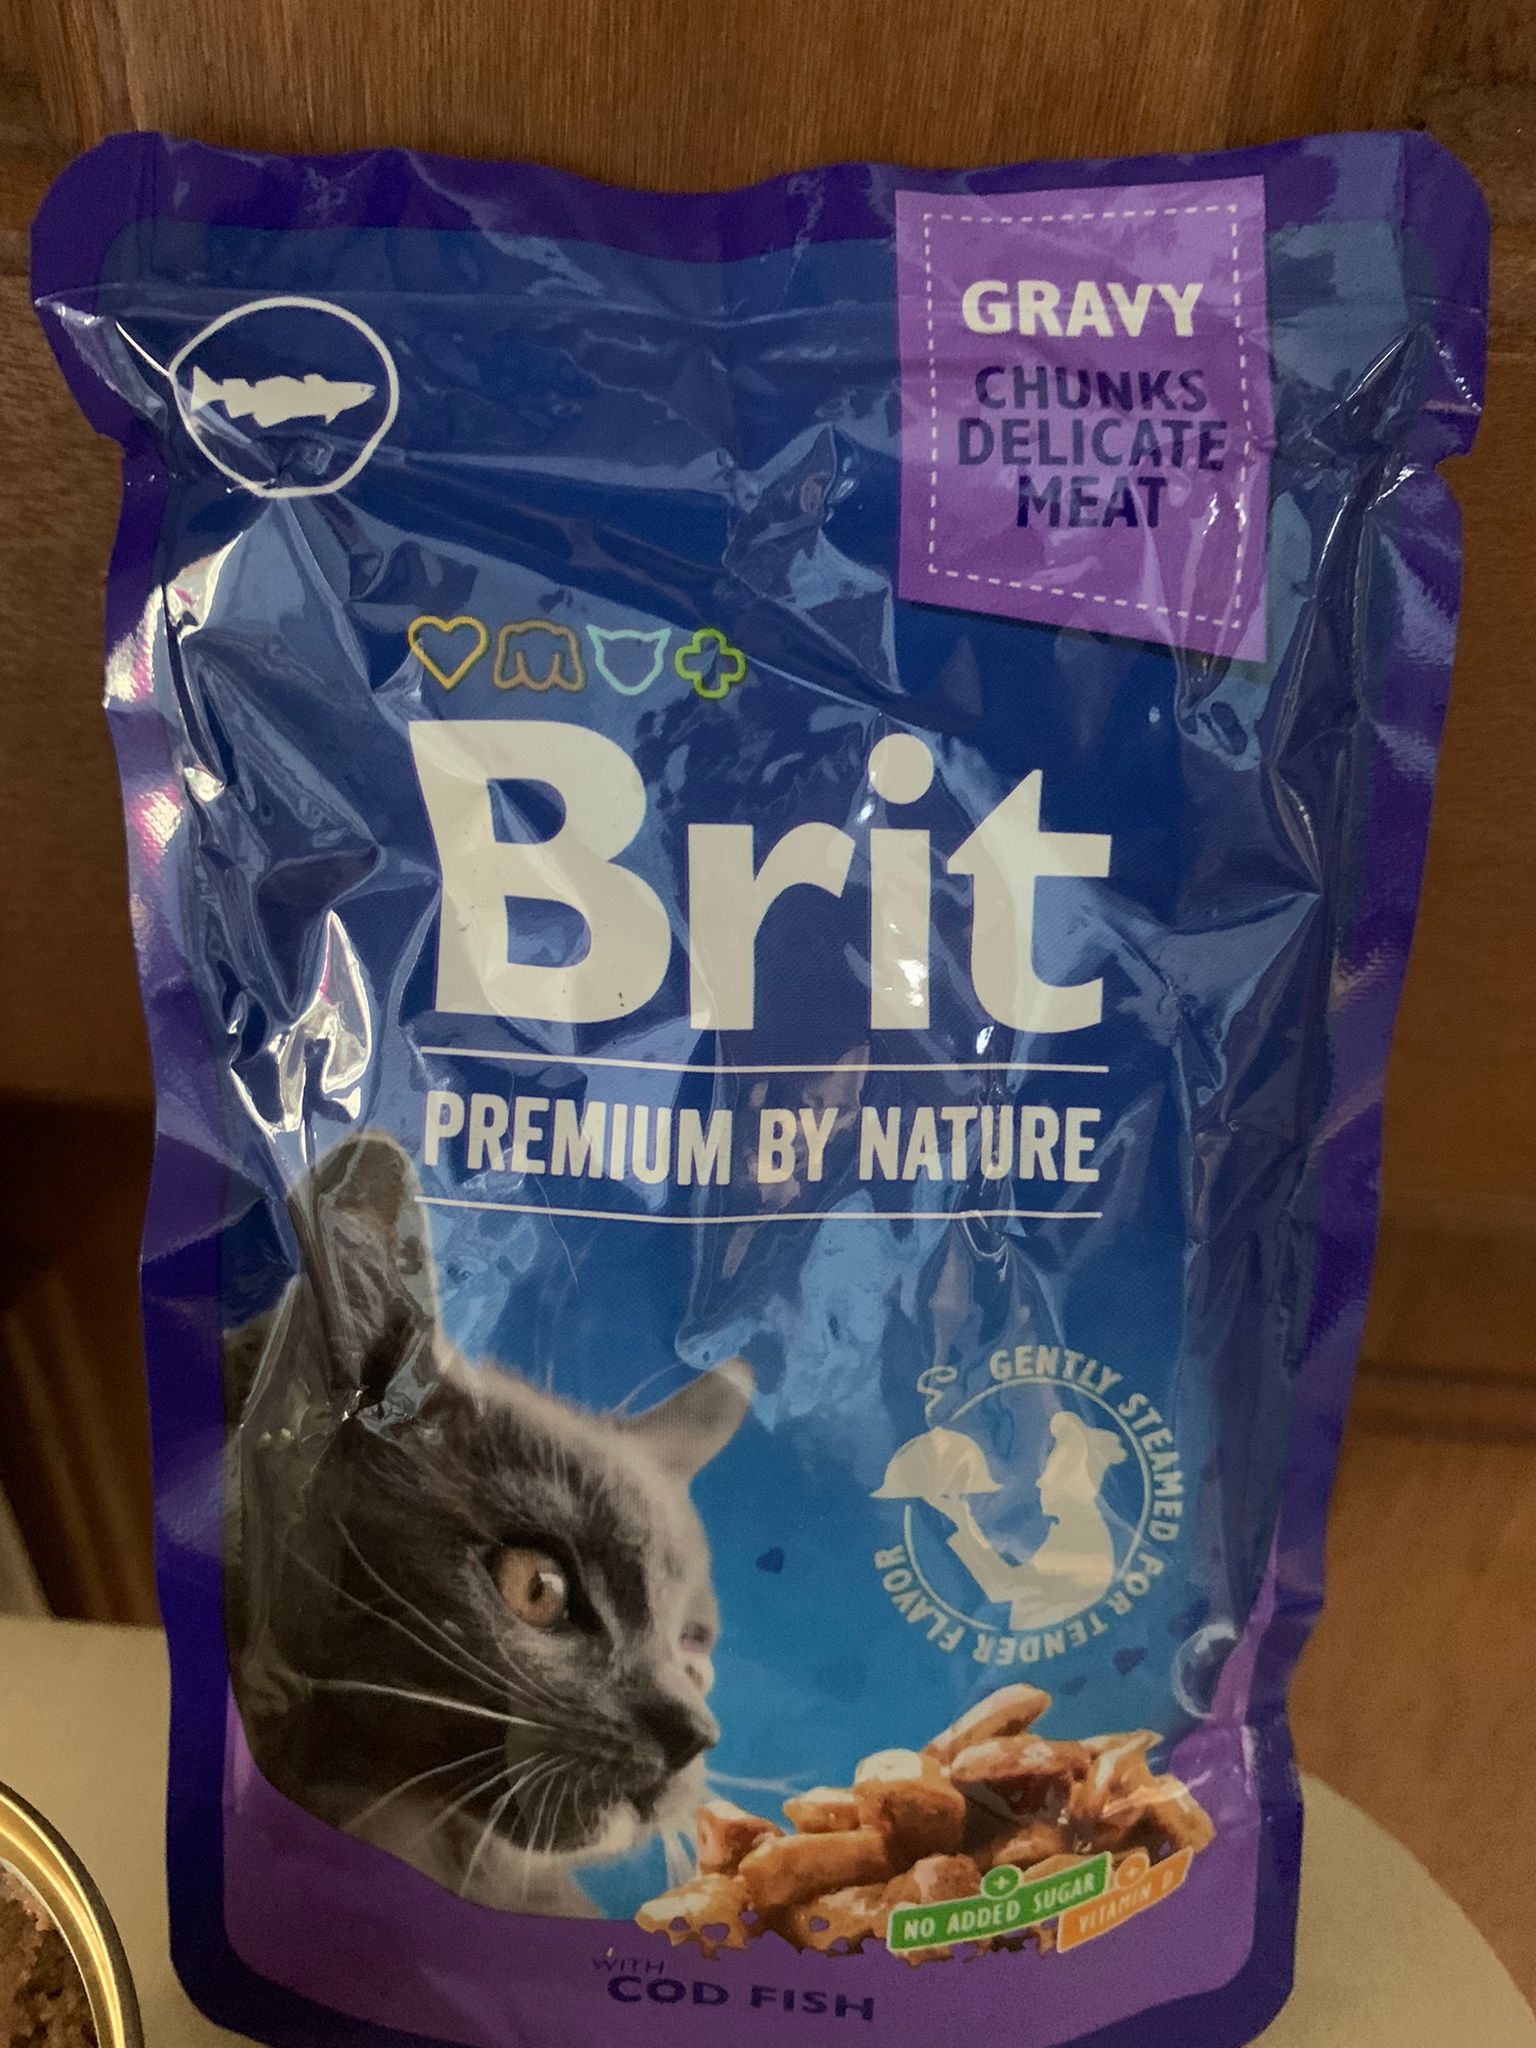 GRAVY
CHUNKS
DELICATE
MEAT
Brit
PREMIUM BY NATURE
GENTLY STEAMED FOR TENDER FLAVOR
NO ADDED SUGAR
VITAMIN D
WITH
COD FISH